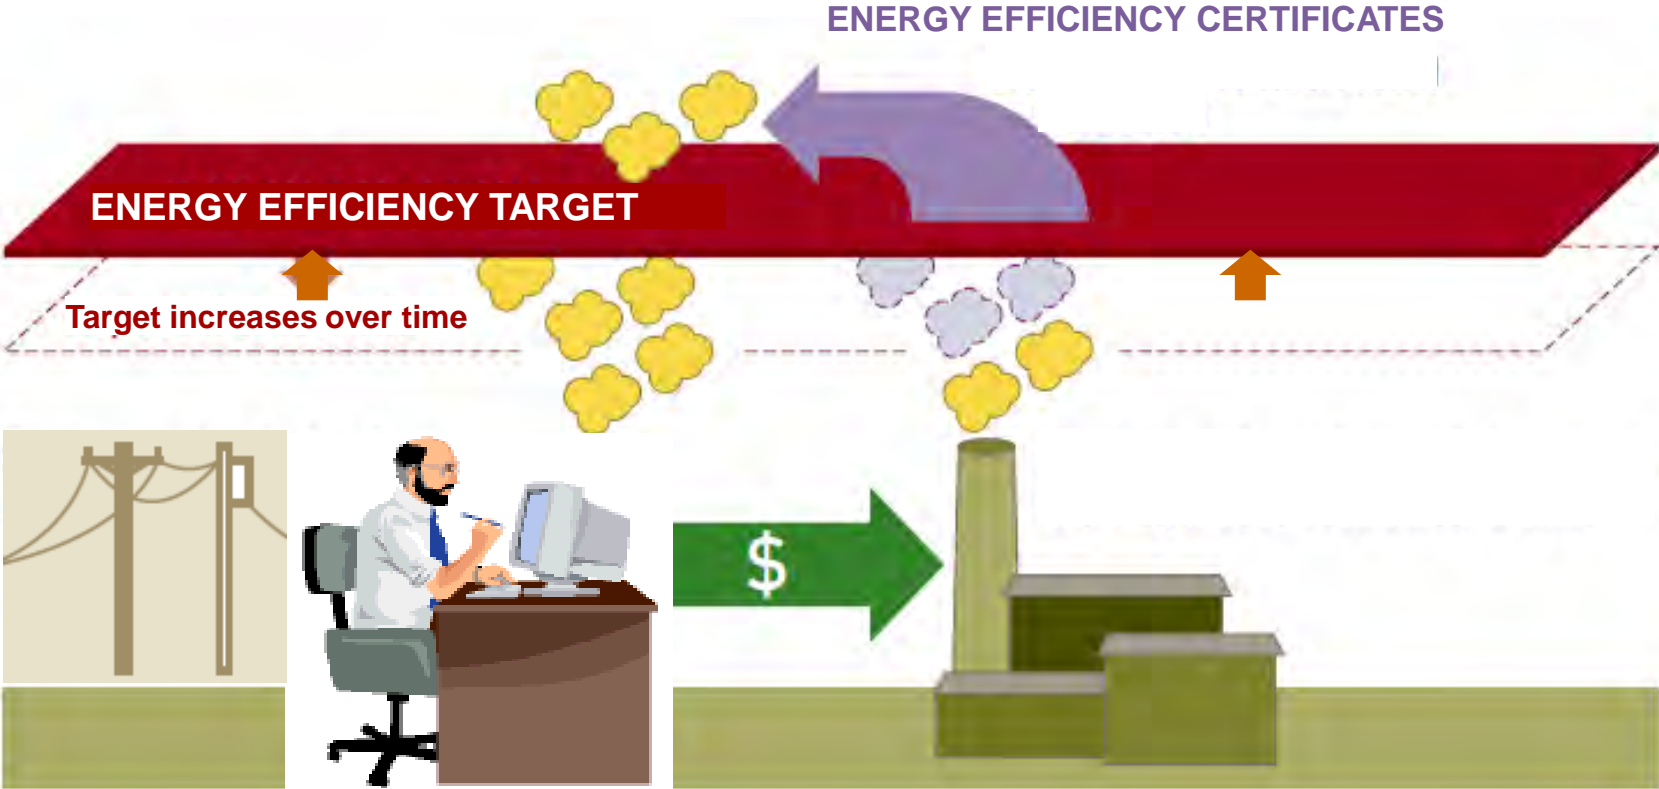 ENERGY EFFICIENCY CERTIFICATES
ENERGY EFFICIENCY TARGET
Target increases over time
$